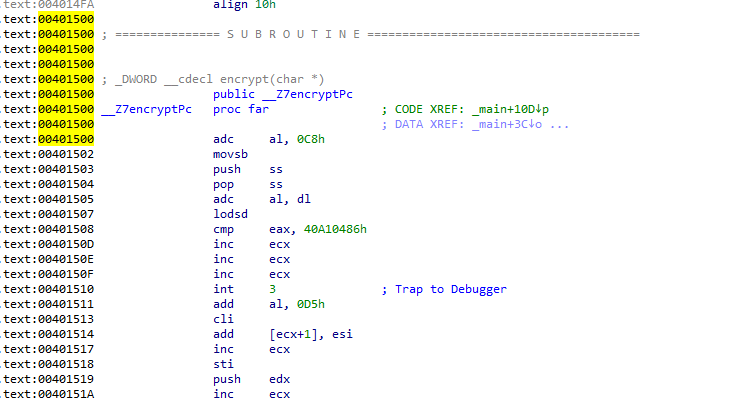 .text:004014FA align 10h
.text:00401500
.text:00401500 ; =============== S U B R O U T I N E =======================================
.text:00401500
.text:00401500
.text:00401500 ; _DWORD __cdecl encrypt(char *)
.text:00401500 public __Z7encryptPc
.text:00401500 __Z7encryptPc proc far ; CODE XREF: _main+10D↓p
.text:00401500 ; DATA XREF: _main+3C↓o ...
.text:00401500 adc al, 0C8h
.text:00401502 movsb
.text:00401503 push ss
.text:00401504 pop ss
.text:00401505 adc al, dl
.text:00401507 lodsd
.text:00401508 cmp eax, 40A10486h
.text:0040150D inc ecx
.text:0040150E inc ecx
.text:0040150F inc ecx
.text:00401510 int 3 ; Trap to Debugger
.text:00401511 add al, 0D5h
.text:00401513 cli
.text:00401514 add [ecx+1], esi
.text:00401517 inc ecx
.text:00401518 sti
.text:00401519 push edx
.text:0040151A inc ecx